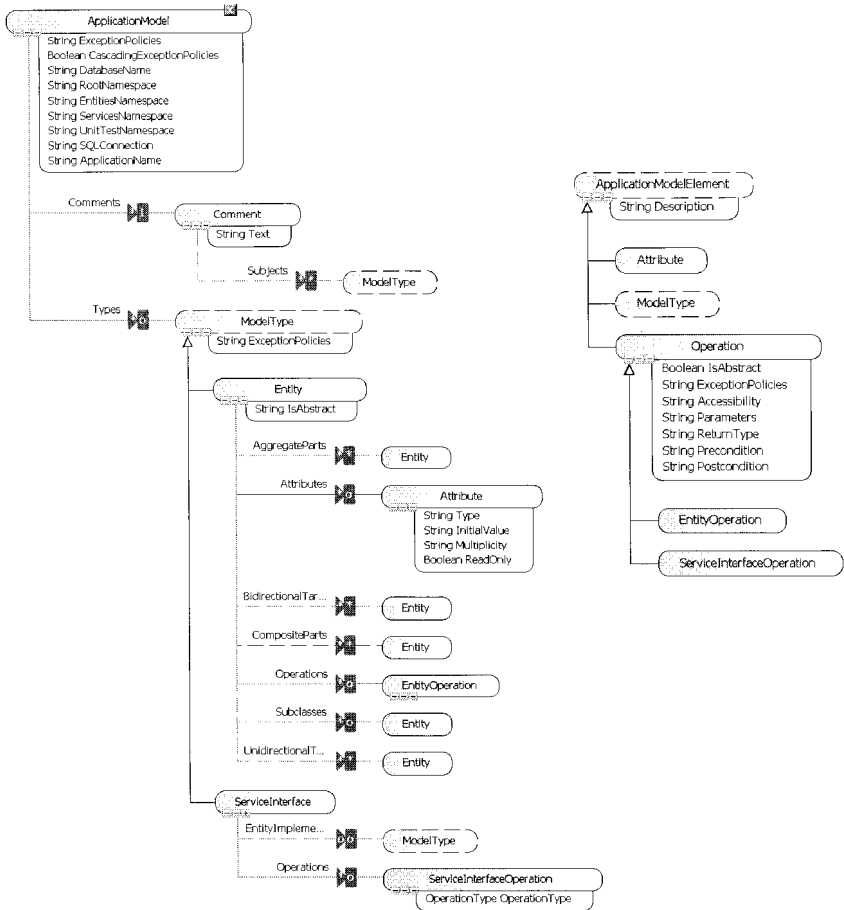 ApplicationModel
String ExceptionPolicies
Boolean CascadingExceptionPolicies
String DatabaseName
String RootNamespace
String EntitiesNamespace
String ServicesNamespace
String UnitTestNamespace
String SQLConnection
String ApplicationName
Comments
Comment
String Text
Subjects
ModelType
Types
ModelType
String ExceptionPolicies
Entity
String IsAbstract
AggregateParts
Entity
Attributes
Attribute
String Type
String InitialValue
String Multiplicity
Boolean ReadOnly
BidirectionalTar...
Entity
CompositeParts
Entity
Operations
EntityOperation
Subclasses
Entity
UnidirectionalT...
Entity
ServiceInterface
EntityImpleme...
ModelType
Operations
ServiceInterfaceOperation
OperationType OperationType
ApplicationModelElement
String Description
Attribute
ModelType
Operation
Boolean IsAbstract
String ExceptionPolicies
String Accessibility
String Parameters
String ReturnType
String Precondition
String Postcondition
EntityOperation
ServiceInterfaceOperation